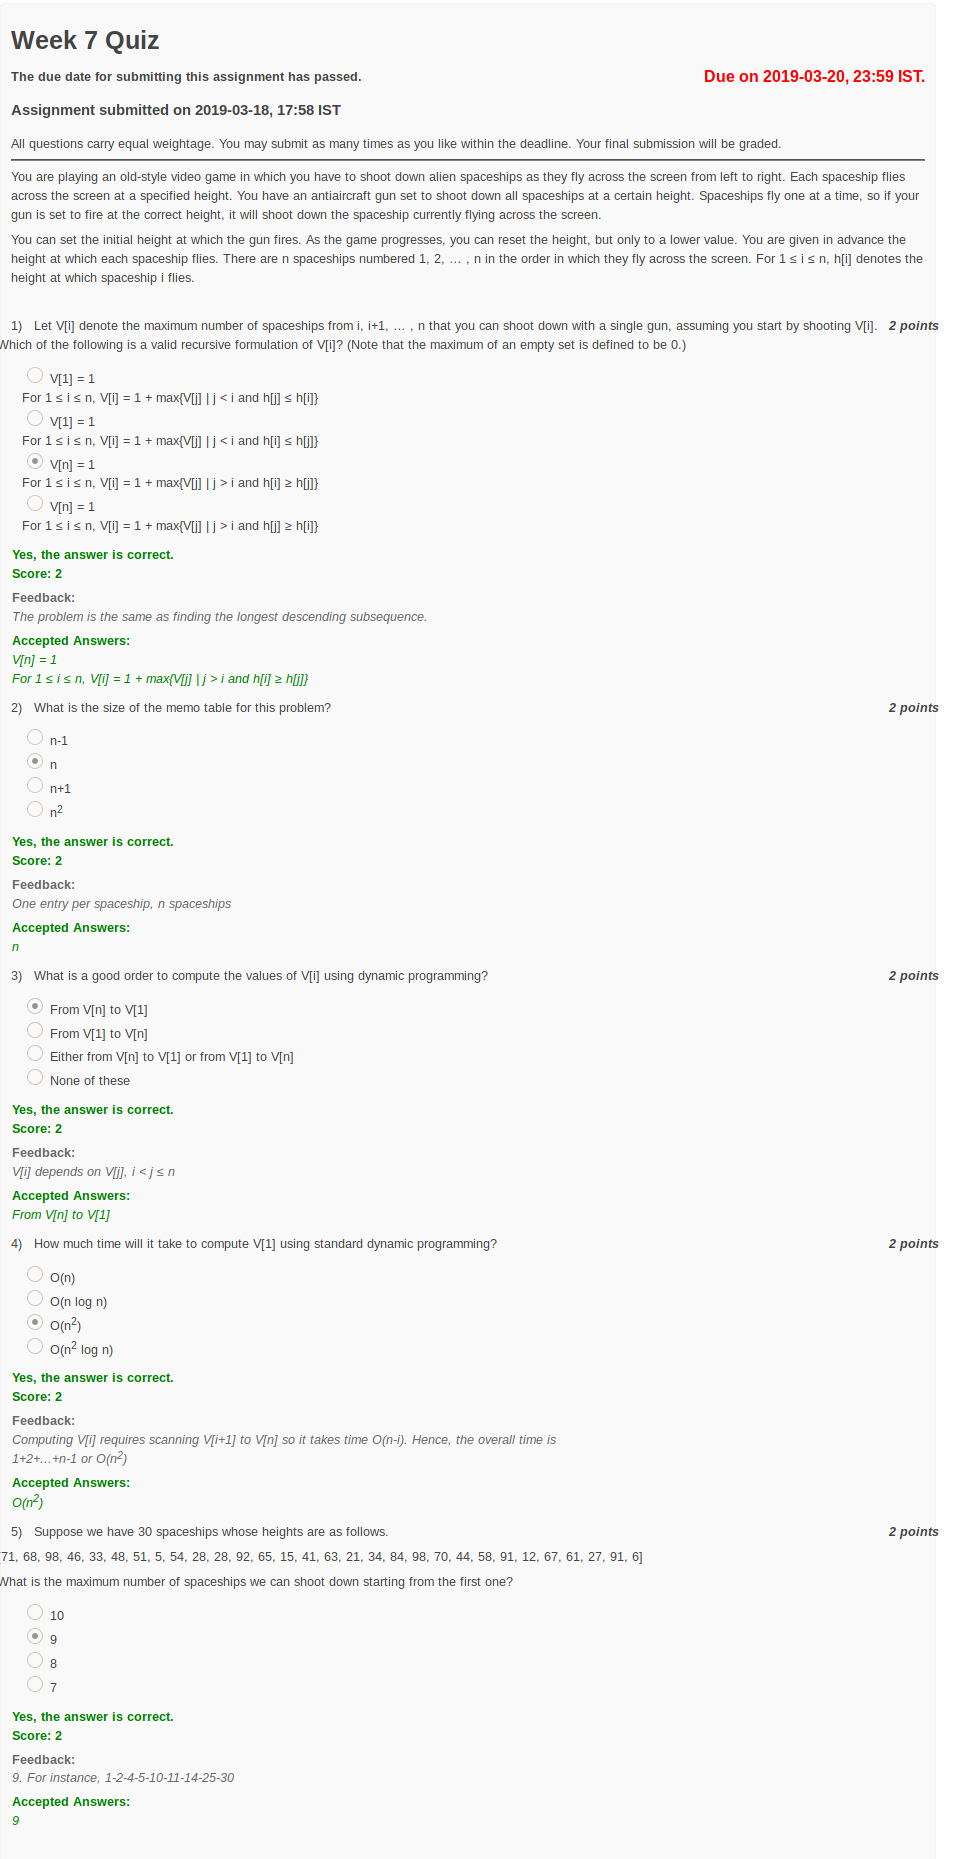 Week 7 Quiz
The due date for submitting this assignment has passed.
Due on 2019-03-20, 23:59 IST.
Assignment submitted on 2019-03-18, 17:58 IST
All questions carry equal weightage. You may submit as many times as you like within the deadline. Your final submission will be graded.
You are playing an old-style video game in which you have to shoot down alien spaceships as they fly across the screen from left to right. Each spaceship flies
across the screen at a specified height. You have an antiaircraft gun set to shoot down all spaceships at a certain height. Spaceships fly one at a time, so if your
gun is set to fire at the correct height, it will shoot down the spaceship currently flying across the screen.
You can set the initial height at which the gun fires. As the game progresses, you can reset the height, but only to a lower value. You are given in advance the
height at which each spaceship flies. There are n spaceships numbered 1, 2, … , n in the order in which they fly across the screen. For 1 ≤ i ≤ n, h[i] denotes the
height at which spaceship i flies.
1) Let V[i] denote the maximum number of spaceships from i, i+1, … , n that you can shoot down with a single gun, assuming you start by shooting V[i]. 2 points
Which of the following is a valid recursive formulation of V[i]? (Note that the maximum of an empty set is defined to be 0.)
V[1] = 1
For 1 ≤ i ≤ n, V[i] = 1 + max{V[j] | j < i and h[j] ≤ h[i]}
V[1] = 1
For 1 ≤ i ≤ n, V[i] = 1 + max{V[j] | j < i and h[i] ≤ h[j]}
V[n] = 1
For 1 ≤ i ≤ n, V[i] = 1 + max{V[j] | j > i and h[i] ≥ h[j]}
V[n] = 1
For 1 ≤ i ≤ n, V[i] = 1 + max{V[j] | j > i and h[j] ≥ h[i]}
Yes, the answer is correct.
Score: 2
Feedback:
The problem is the same as finding the longest descending subsequence.
Accepted Answers:
V[n] = 1
For 1 ≤ i ≤ n, V[i] = 1 + max{V[j] | j > i and h[i] ≥ h[j]}
2) What is the size of the memo table for this problem? 2 points
n-1
n
n+1
n²
Yes, the answer is correct.
Score: 2
Feedback:
One entry per spaceship, n spaceships
Accepted Answers:
n
3) What is a good order to compute the values of V[i] using dynamic programming? 2 points
From V[n] to V[1]
From V[1] to V[n]
Either from V[n] to V[1] or from V[1] to V[n]
None of these
Yes, the answer is correct.
Score: 2
Feedback:
V[i] depends on V[j], i < j ≤ n
Accepted Answers:
From V[n] to V[1]
4) How much time will it take to compute V[1] using standard dynamic programming? 2 points
O(n)
O(n log n)
O(n²)
O(n² log n)
Yes, the answer is correct.
Score: 2
Feedback:
Computing V[i] requires scanning V[i+1] to V[n] so it takes time O(n-i). Hence, the overall time is
1+2+…+n-1 or O(n²)
Accepted Answers:
O(n²)
5) Suppose we have 30 spaceships whose heights are as follows. 2 points
71, 68, 98, 46, 33, 48, 51, 5, 54, 28, 28, 92, 65, 15, 41, 63, 21, 34, 84, 98, 70, 44, 58, 91, 12, 67, 61, 27, 91, 6]
What is the maximum number of spaceships we can shoot down starting from the first one?
10
9
8
7
Yes, the answer is correct.
Score: 2
Feedback:
9. For instance, 1-2-4-5-10-11-14-25-30
Accepted Answers:
9